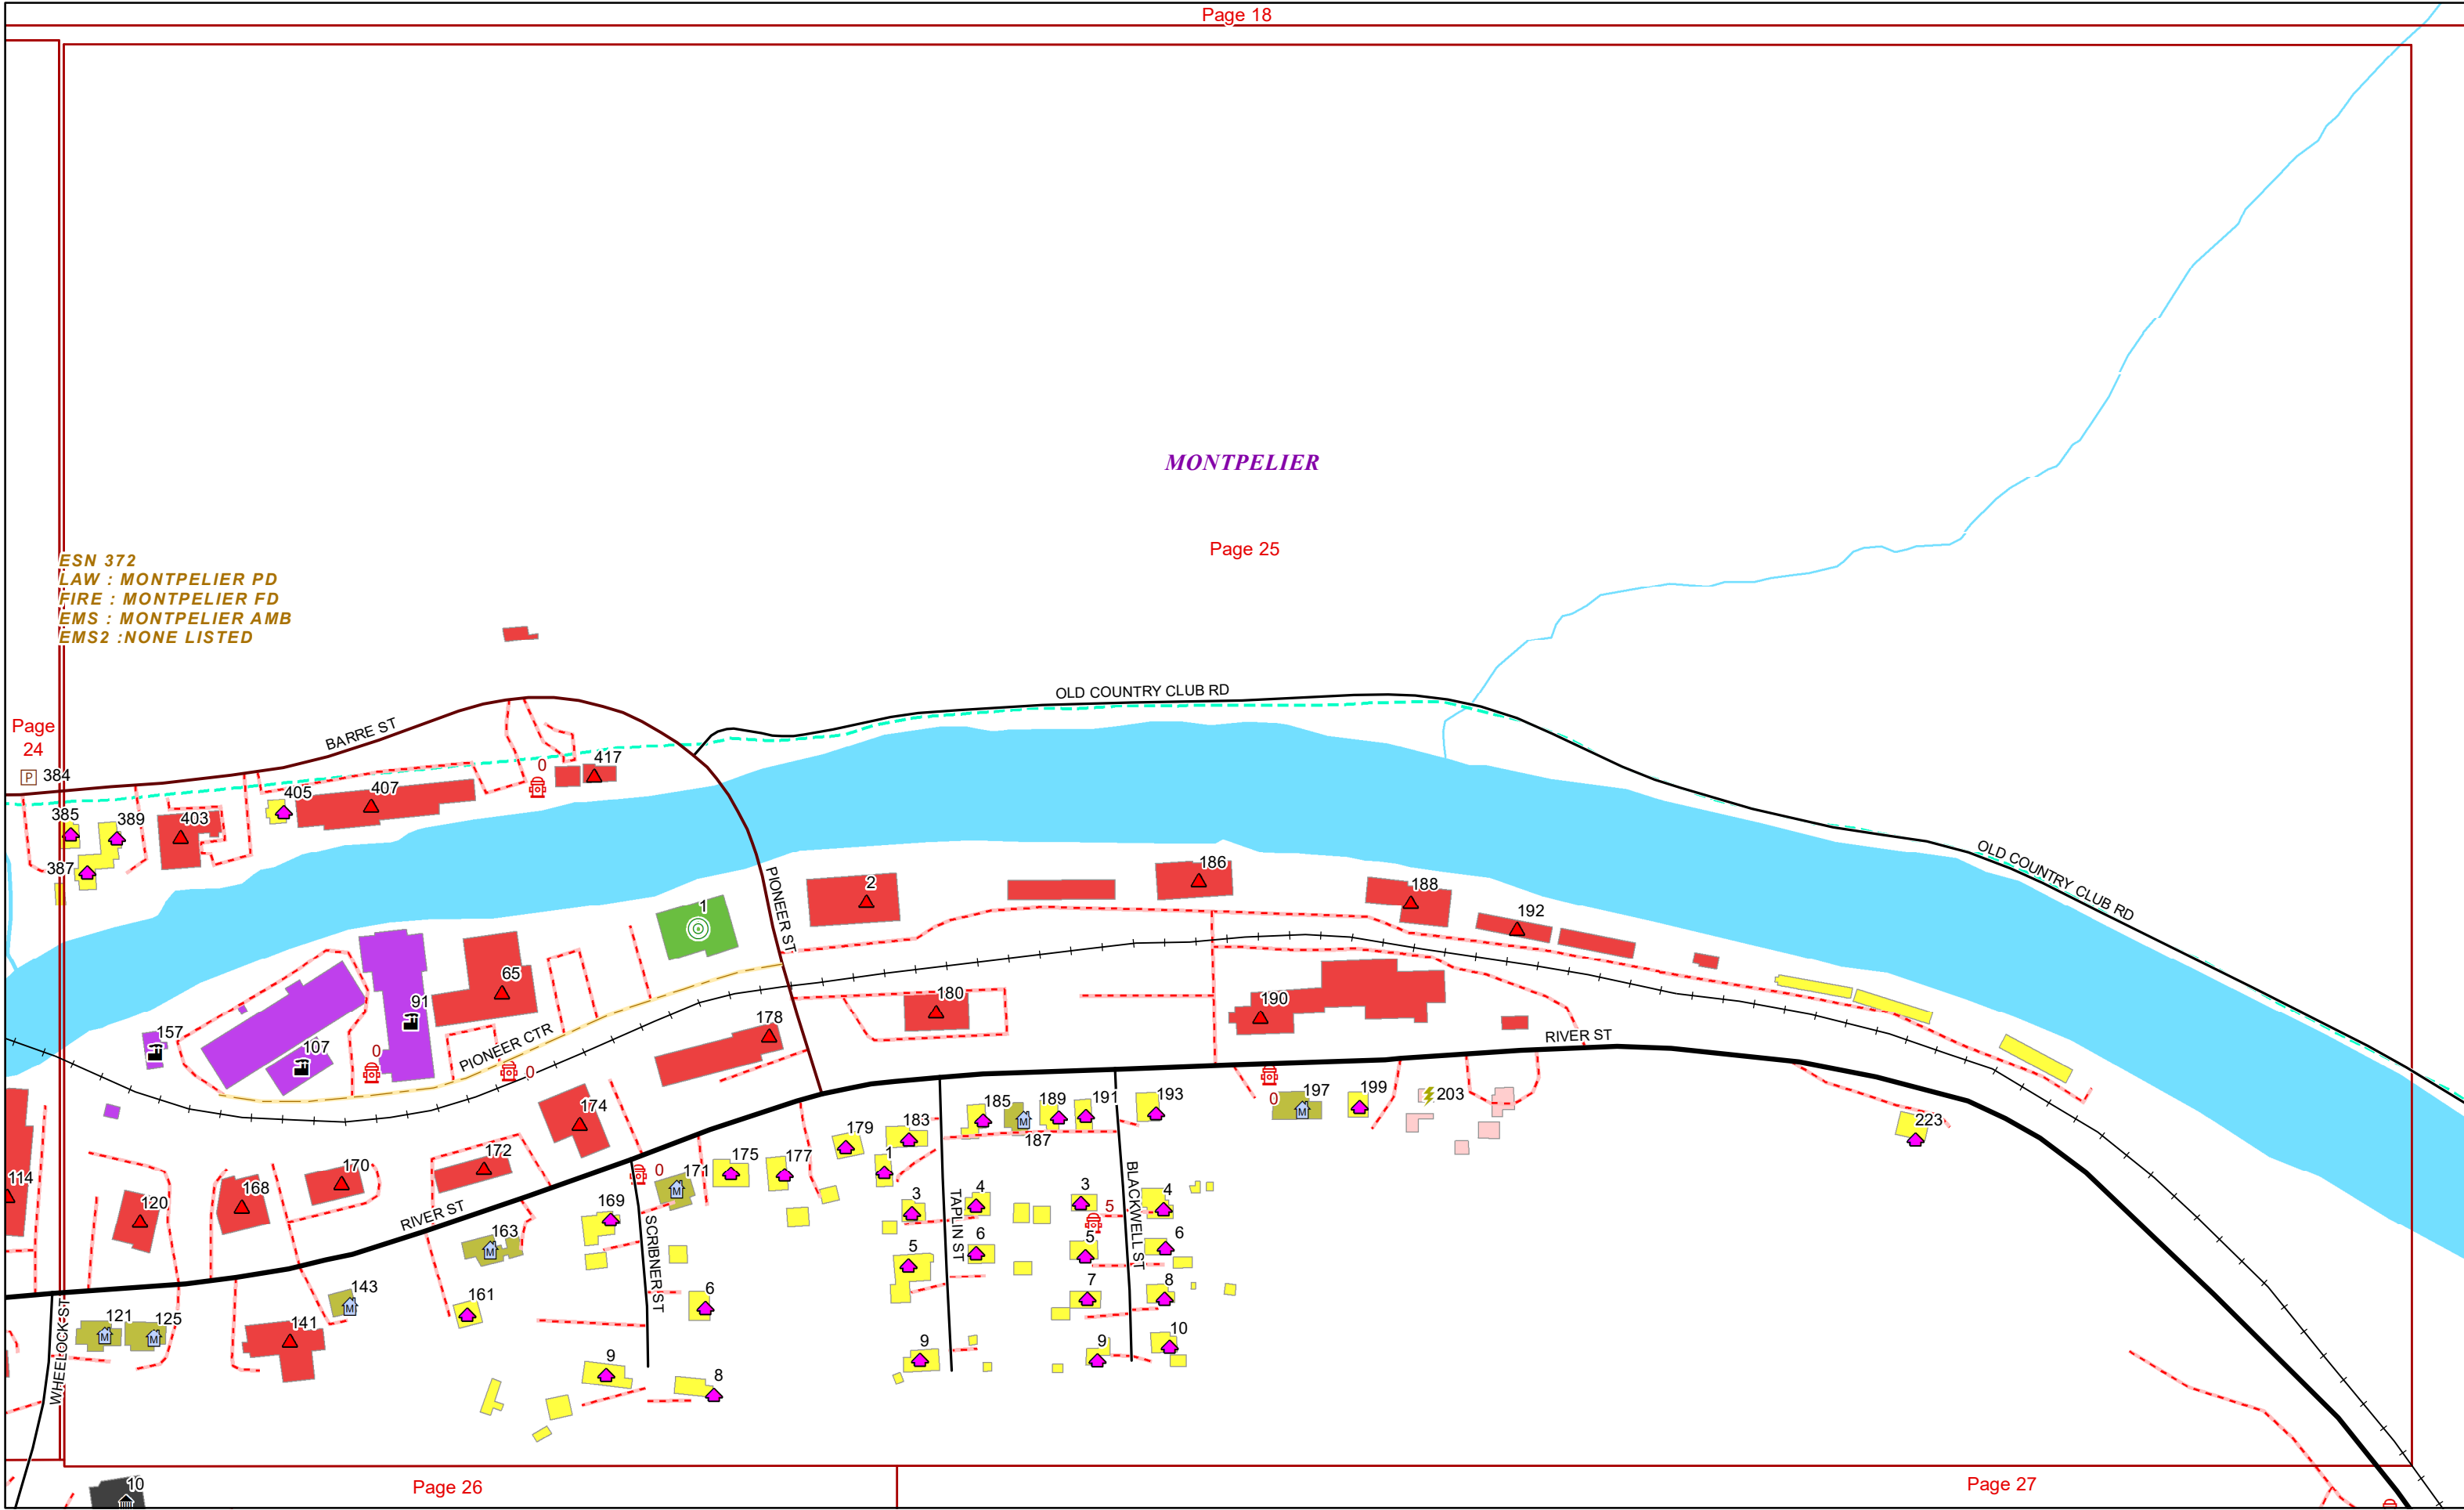 Page 18
MONTPELIER
Page 25
ESN 372
LAW : MONTPELIER PD
FIRE : MONTPELIER FD
EMS : MONTPELIER AMB
EMS2 :NONE LISTED
OLD COUNTRY CLUB RD
Page
24
BARRE ST
P 384
417
0
405
407
385
389
403
387
OLD COUNTRY CLUB RD
186
2
188
1
PIONEER ST
192
65
180
190
91
178
157
107
PIONEER CTR
0
0
RIVER ST
174
185
189
191
193
197
199
203
0
183
179
187
223
172
175
177
1
170
171
0
114
120
168
169
3
4
3
4
5
RIVER ST
163
SCRIBNER ST
TAPLIN ST
BLACKWELL ST
5
6
5
6
143
161
6
7
8
WHEELOCK ST
121
125
141
9
8
9
9
10
M
M
M
M
M
M
M
10
Page 26
Page 27